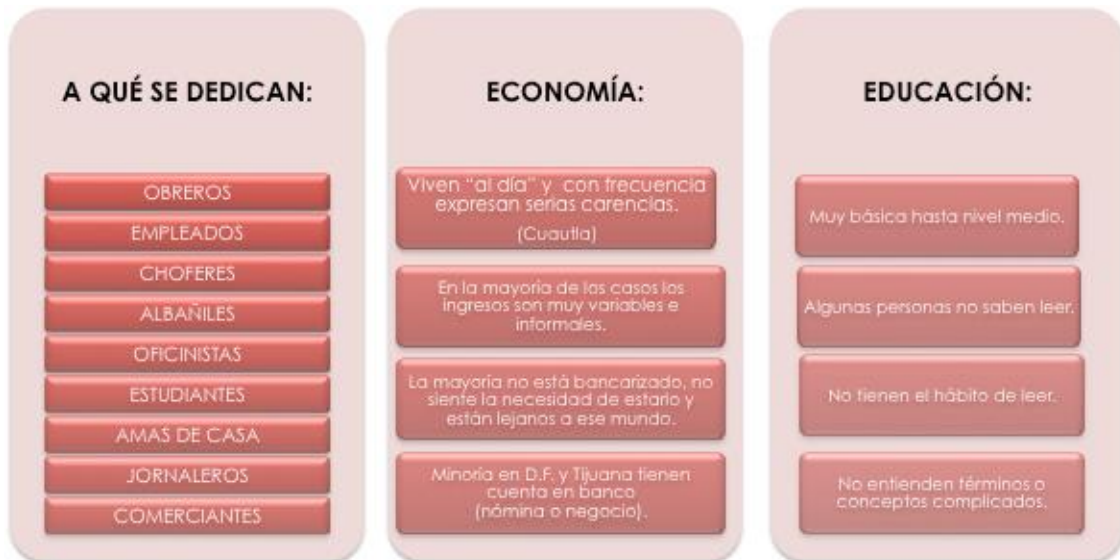 A QUÉ SE DEDICAN:
OBREROS
EMPLEADOS
CHOFERES
ALBAÑILES
OFICINISTAS
ESTUDIANTES
AMAS DE CASA
JORNALEROS
COMERCIANTES
ECONOMÍA:
Viven “al día” y con frecuencia
expresan serias carencias.
(Cuautla)
En la mayoría de los casos los
ingresos son muy variables e
informales.
La mayoría no está bancarizado, no
siente la necesidad de estarlo y
están lejanos a ese mundo.
Minoría en D.F. y Tijuana tienen
cuenta en banco
(nómina o negocio).
EDUCACIÓN:
Muy básica hasta nivel medio.
Algunas personas no saben leer.
No tienen el hábito de leer.
No entienden términos o
conceptos complicados.